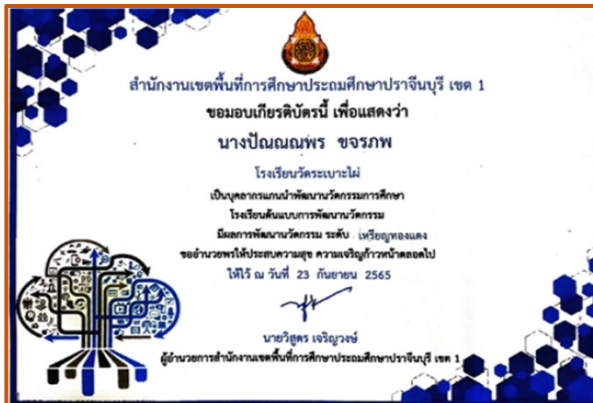 สำนักงานเขตพื้นที่การศึกษาประถมศึกษาปราจีนบุรี เขต 1
ขอมอบเกียรติบัตรนี้ เพื่อแสดงว่า
นางปัณณณพร ขจรภพ
โรงเรียนวัดระเบาะไผ่
เป็นบุคลากรแกนนำพัฒนานวัตกรรมการศึกษา
โรงเรียนต้นแบบการพัฒนานวัตกรรม
มีผลการพัฒนานวัตกรรม ระดับ เหรียญทองแดง
ขออำนวยพรให้ประสบความสุข ความเจริญก้าวหน้าตลอดไป
ให้ไว้ ณ วันที่ 23 กันยายน 2565
นายวิสูตร เจริญวงษ์
ผู้อำนวยการสำนักงานเขตพื้นที่การศึกษาประถมศึกษาปราจีนบุรี เขต 1